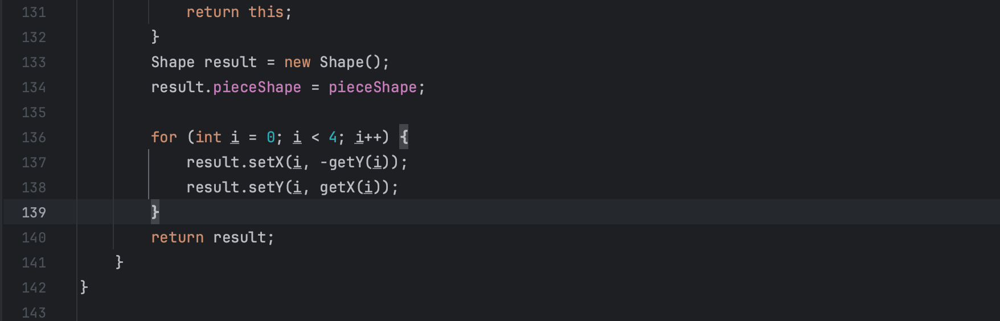 131 return this;
132 }
133 Shape result = new Shape();
134 result.pieceShape = pieceShape;
135
136 for (int i = 0; i < 4; i++) {
137 result.setX(i, -getY(i));
138 result.setY(i, getX(i));
139 }
140 return result;
141 }
142 }
143